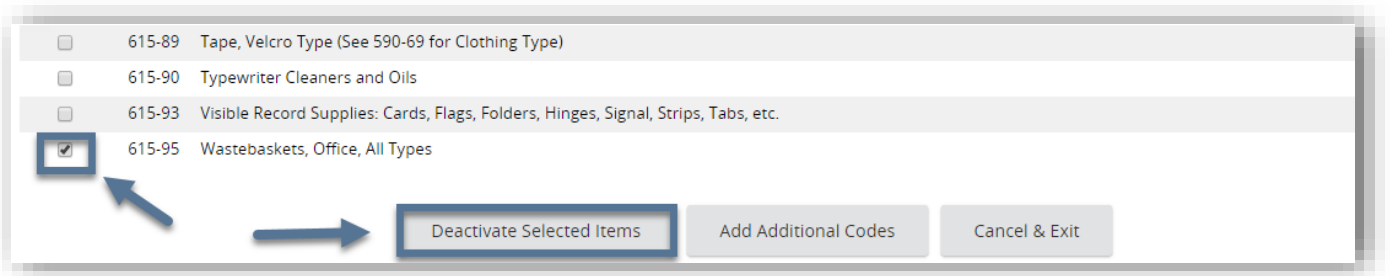 615-89 Tape, Velcro Type (See 590-69 for Clothing Type)
615-90 Typewriter Cleaners and Oils
615-93 Visible Record Supplies: Cards, Flags, Folders, Hinges, Signal, Strips, Tabs, etc.
615-95 Wastebaskets, Office, All Types
Deactivate Selected Items Add Additional Codes Cancel & Exit